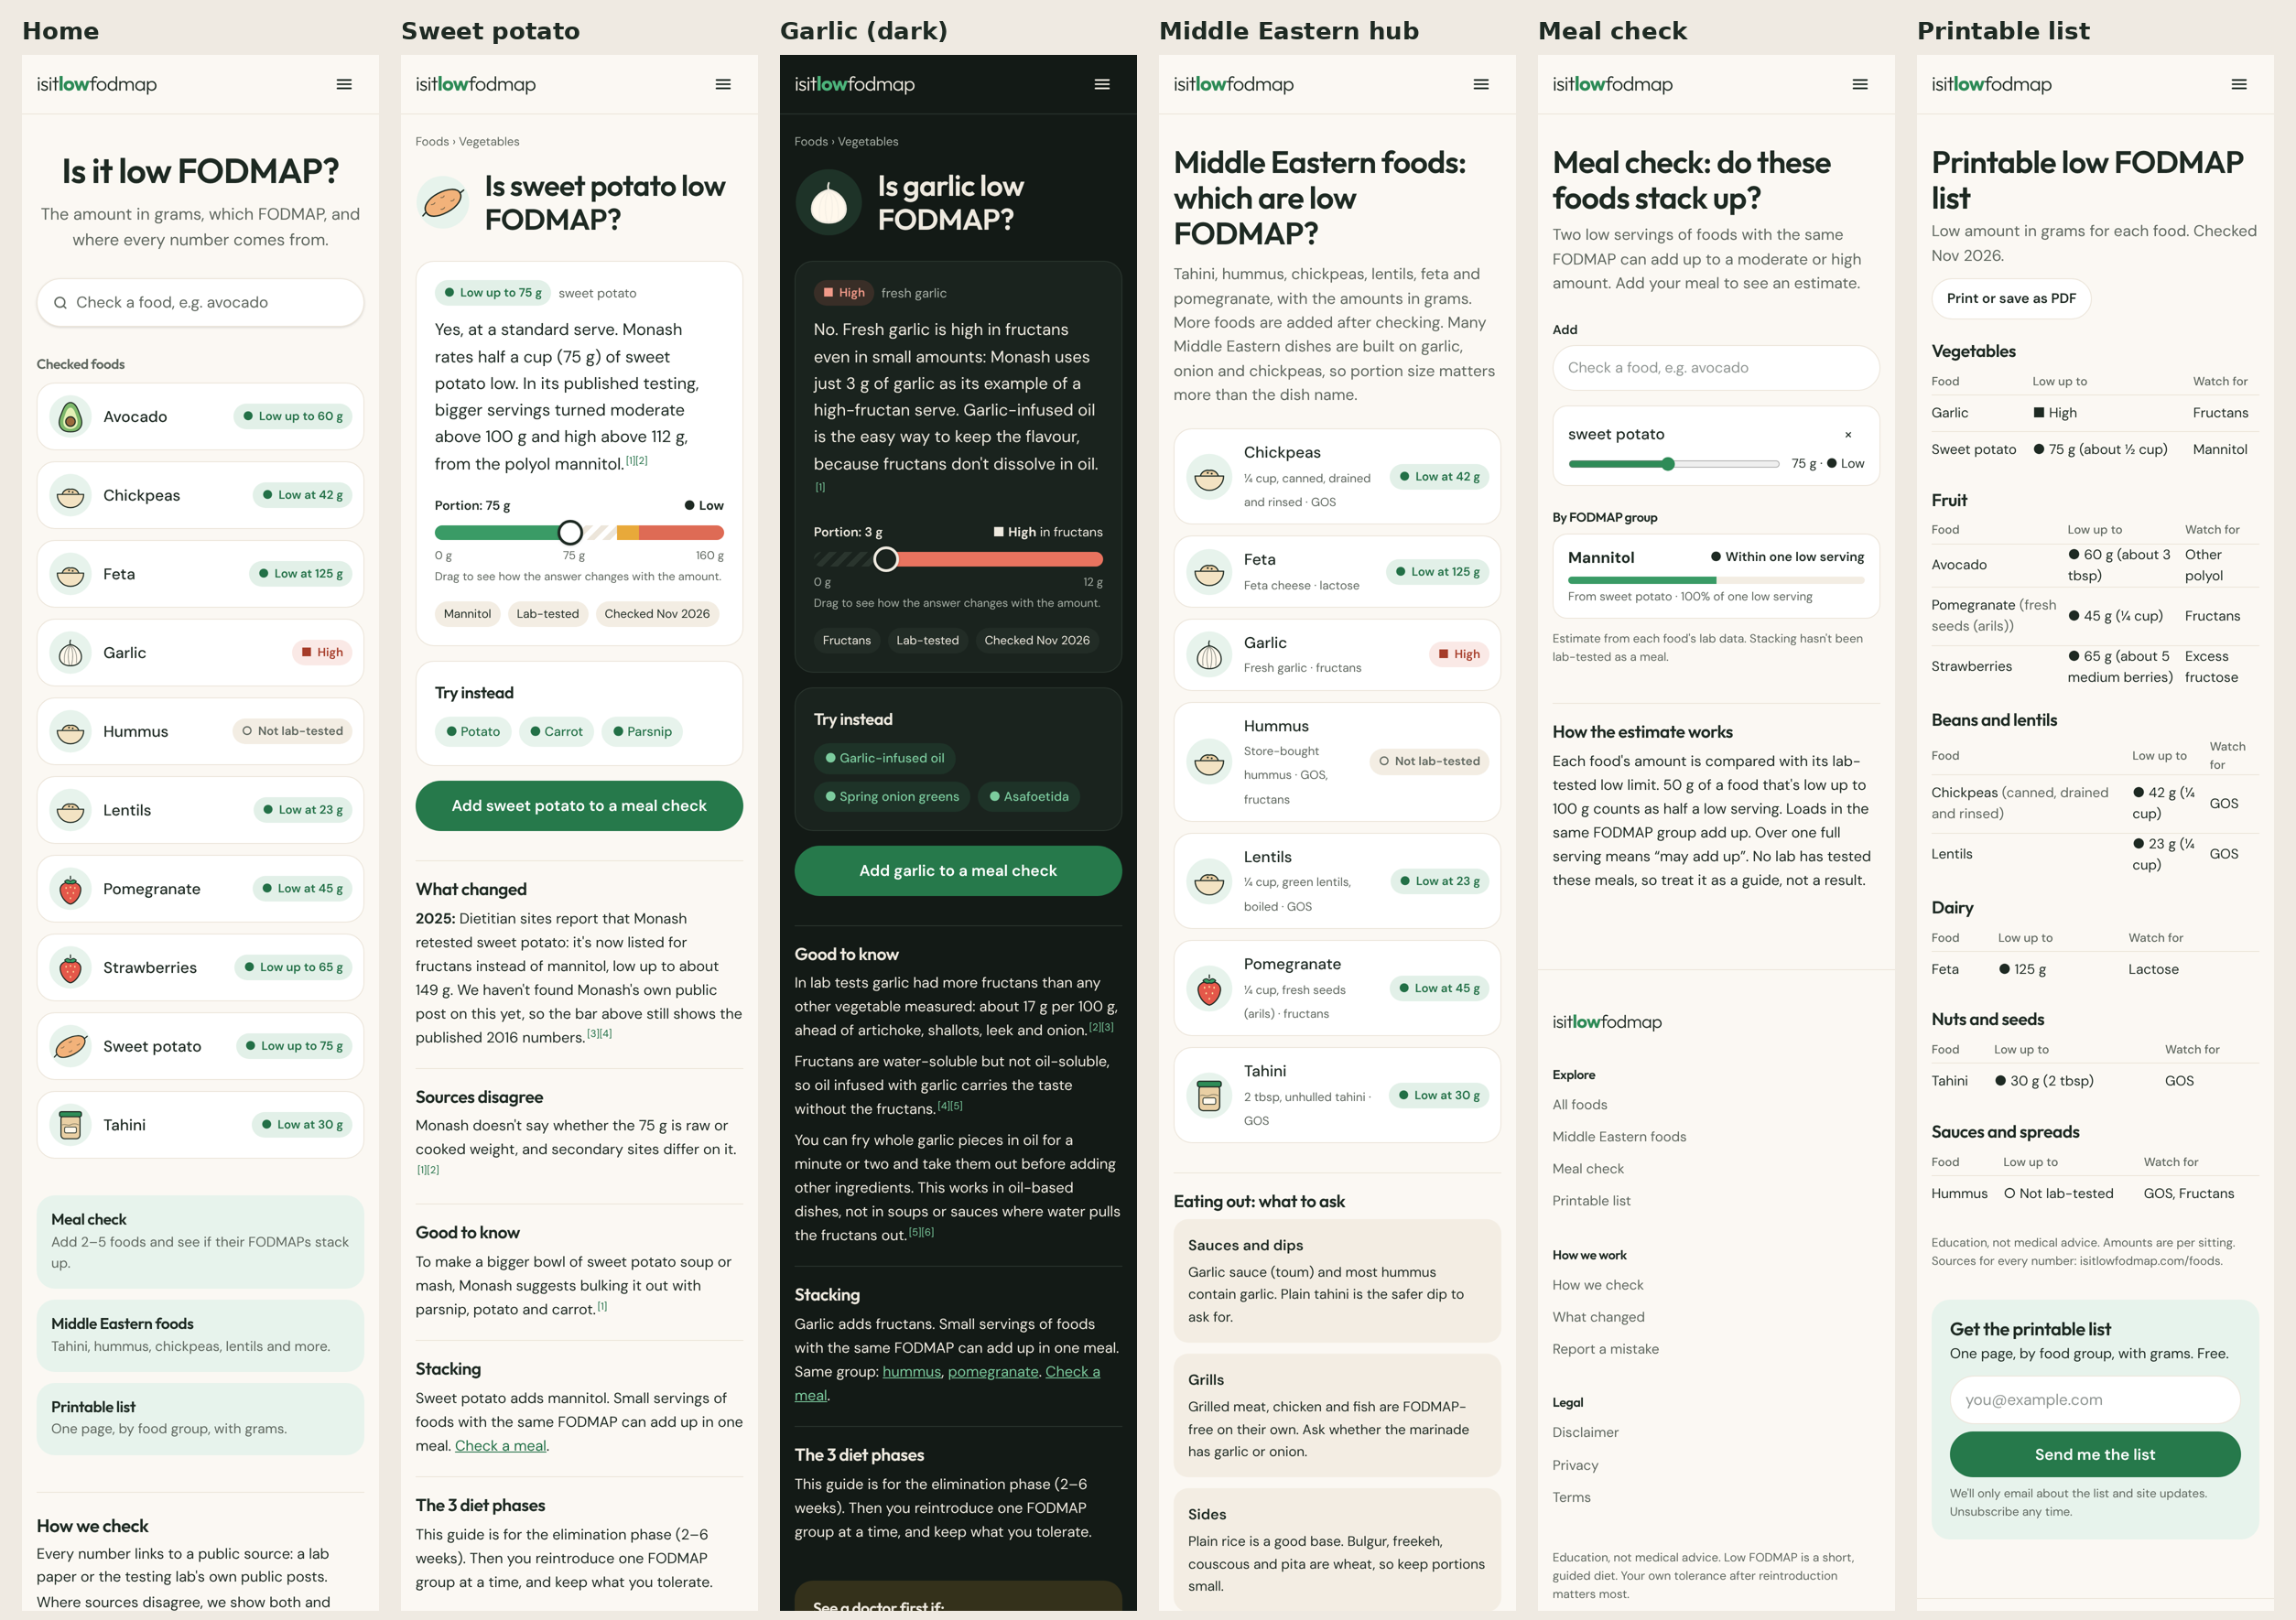 Home
isitlowfodmap
Is it low FODMAP?
The amount in grams, which FODMAP, and
where every number comes from.
Check a food, e.g. avocado
Checked foods
Avocado
Low up to 60 g
Chickpeas
Low at 42 g
Feta
Low at 125 g
Garlic
High
Hummus
Not lab-tested
Lentils
Low at 23 g
Pomegranate
Low at 45 g
Strawberries
Low up to 65 g
Sweet potato
Low up to 75 g
Tahini
Low at 30 g
Meal check
Add 2–5 foods and see if their FODMAPs stack
up.
Middle Eastern foods
Tahini, hummus, chickpeas, lentils and more.
Printable list
One page, by food group, with grams.
How we check
Every number links to a public source: a lab
paper or the testing lab's own public posts.
Where sources disagree, we show both and
Sweet potato
isitlowfodmap
Foods › Vegetables
Is sweet potato low
FODMAP?
Low up to 75 g sweet potato
Yes, at a standard serve. Monash
rates half a cup (75 g) of sweet
potato low. In its published testing,
bigger servings turned moderate
above 100 g and high above 112 g,
from the polyol mannitol.[1][2]
Portion: 75 g
Low
0 g
75 g
160 g
Drag to see how the answer changes with the amount.
Mannitol
Lab-tested
Checked Nov 2026
Try instead
Potato
Carrot
Parsnip
Add sweet potato to a meal check
What changed
2025: Dietitian sites report that Monash
retested sweet potato: it's now listed for
fructans instead of mannitol, low up to about
149 g. We haven't found Monash's own public
post on this yet, so the bar above still shows the
published 2016 numbers.[3][4]
Sources disagree
Monash doesn't say whether the 75 g is raw or
cooked weight, and secondary sites differ on it.
[1][2]
Good to know
To make a bigger bowl of sweet potato soup or
mash, Monash suggests bulking it out with
parsnip, potato and carrot.[1]
Stacking
Sweet potato adds mannitol. Small servings of
foods with the same FODMAP can add up in one
meal. Check a meal.
The 3 diet phases
This guide is for the elimination phase (2–6
weeks). Then you reintroduce one FODMAP
group at a time, and keep what you tolerate.
Garlic (dark)
isitlowfodmap
Foods › Vegetables
Is garlic low
FODMAP?
High fresh garlic
No. Fresh garlic is high in fructans
even in small amounts: Monash uses
just 3 g of garlic as its example of a
high-fructan serve. Garlic-infused oil
is the easy way to keep the flavour,
because fructans don't dissolve in oil.
[1]
Portion: 3 g
High in fructans
0 g
12 g
Drag to see how the answer changes with the amount.
Fructans
Lab-tested
Checked Nov 2026
Try instead
Garlic-infused oil
Spring onion greens
Asafoetida
Add garlic to a meal check
Good to know
In lab tests garlic had more fructans than any
other vegetable measured: about 17 g per 100 g,
ahead of artichoke, shallots, leek and onion.[2][3]
Fructans are water-soluble but not oil-soluble,
so oil infused with garlic carries the taste
without the fructans.[4][5]
You can fry whole garlic pieces in oil for a
minute or two and take them out before adding
other ingredients. This works in oil-based
dishes, not in soups or sauces where water pulls
the fructans out.[5][6]
Stacking
Garlic adds fructans. Small servings of foods
with the same FODMAP can add up in one meal.
Same group: hummus, pomegranate. Check a
meal.
The 3 diet phases
This guide is for the elimination phase (2–6
weeks). Then you reintroduce one FODMAP
group at a time, and keep what you tolerate.
See a doctor first if:
Middle Eastern hub
isitlowfodmap
Middle Eastern foods:
which are low
FODMAP?
Tahini, hummus, chickpeas, lentils, feta and
pomegranate, with the amounts in grams.
More foods are added after checking. Many
Middle Eastern dishes are built on garlic,
onion and chickpeas, so portion size matters
more than the dish name.
Chickpeas
¼ cup, canned, drained
and rinsed · GOS
Low at 42 g
Feta
Feta cheese · lactose
Low at 125 g
Garlic
Fresh garlic · fructans
High
Hummus
Store-bought
hummus · GOS,
fructans
Not lab-tested
Lentils
¼ cup, green lentils,
boiled · GOS
Low at 23 g
Pomegranate
¼ cup, fresh seeds
(arils) · fructans
Low at 45 g
Tahini
2 tbsp, unhulled tahini ·
GOS
Low at 30 g
Eating out: what to ask
Sauces and dips
Garlic sauce (toum) and most hummus
contain garlic. Plain tahini is the safer dip to
ask for.
Grills
Grilled meat, chicken and fish are FODMAP-
free on their own. Ask whether the marinade
has garlic or onion.
Sides
Plain rice is a good base. Bulgur, freekeh,
couscous and pita are wheat, so keep portions
small.
Meal check
isitlowfodmap
Meal check: do these
foods stack up?
Two low servings of foods with the same
FODMAP can add up to a moderate or high
amount. Add your meal to see an estimate.
Add
Check a food, e.g. avocado
sweet potato
×
75 g · Low
By FODMAP group
Mannitol
Within one low serving
From sweet potato · 100% of one low serving
Estimate from each food's lab data. Stacking hasn't been
lab-tested as a meal.
How the estimate works
Each food's amount is compared with its lab-
tested low limit. 50 g of a food that's low up to
100 g counts as half a low serving. Loads in the
same FODMAP group add up. Over one full
serving means “may add up”. No lab has tested
these meals, so treat it as a guide, not a result.
isitlowfodmap
Explore
All foods
Middle Eastern foods
Meal check
Printable list
How we work
How we check
What changed
Report a mistake
Legal
Disclaimer
Privacy
Terms
Education, not medical advice. Low FODMAP is a short,
guided diet. Your own tolerance after reintroduction
matters most.
Printable list
isitlowfodmap
Printable low FODMAP
list
Low amount in grams for each food. Checked
Nov 2026.
Print or save as PDF
Vegetables
Food Low up to Watch for
Garlic High Fructans
Sweet potato 75 g (about ½ cup) Mannitol
Fruit
Food Low up to Watch for
Avocado 60 g (about 3 tbsp) Other polyol
Pomegranate (fresh seeds (arils)) 45 g (¼ cup) Fructans
Strawberries 65 g (about 5 medium berries) Excess fructose
Beans and lentils
Food Low up to Watch for
Chickpeas (canned, drained and rinsed) 42 g (¼ cup) GOS
Lentils 23 g (¼ cup) GOS
Dairy
Food Low up to Watch for
Feta 125 g Lactose
Nuts and seeds
Food Low up to Watch for
Tahini 30 g (2 tbsp) GOS
Sauces and spreads
Food Low up to Watch for
Hummus Not lab-tested GOS, Fructans
Education, not medical advice. Amounts are per sitting.
Sources for every number: isitlowfodmap.com/foods.
Get the printable list
One page, by food group, with grams. Free.
you@example.com
Send me the list
We'll only email about the list and site updates.
Unsubscribe any time.